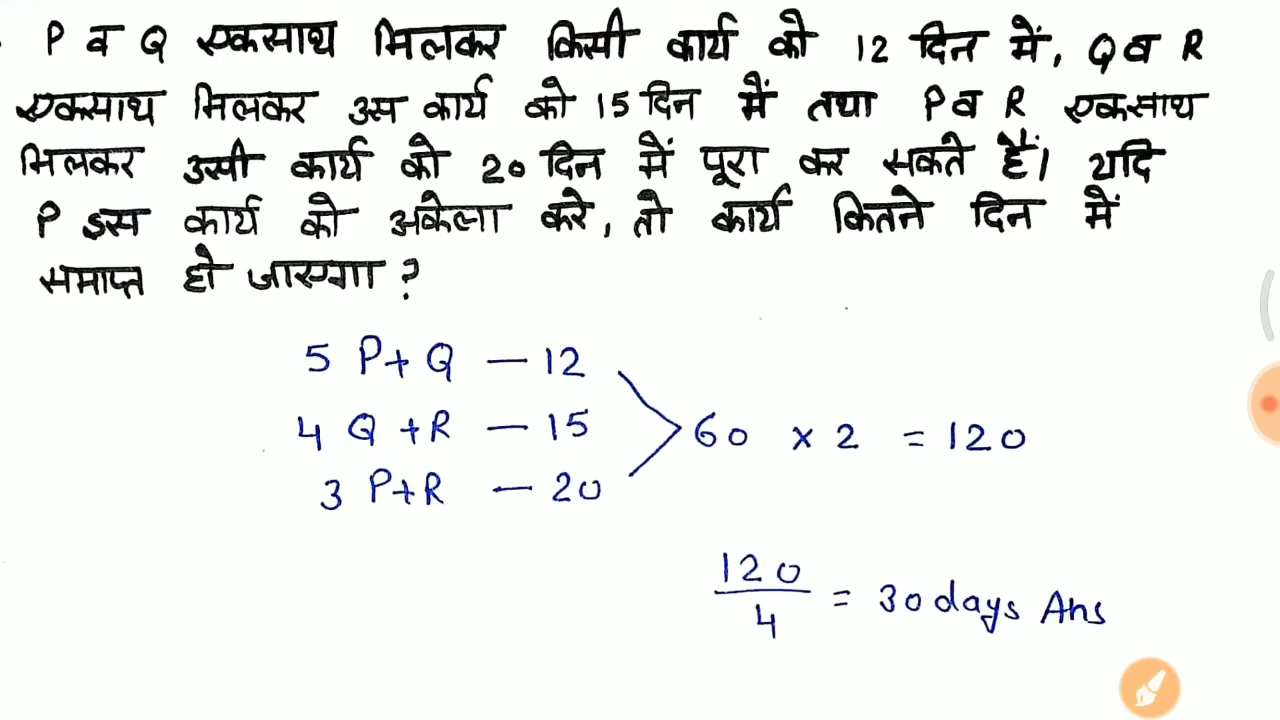 P व Q एकसाथ मिलकर किसी कार्य को 12 दिन में, Q व R
एकसाथ मिलकर उस कार्य को 15 दिन में तथा P व R एकसाथ
मिलकर उसी कार्य को 20 दिन में पूरा कर सकते हैं। यदि
P इस कार्य को अकेला करे, तो कार्य कितने दिन में
समाप्त हो जाएगा ?
5 P+ Q — 12
4 Q +R — 15
60 × 2 = 120
3 P+R — 20
120/4 = 30 days Ans